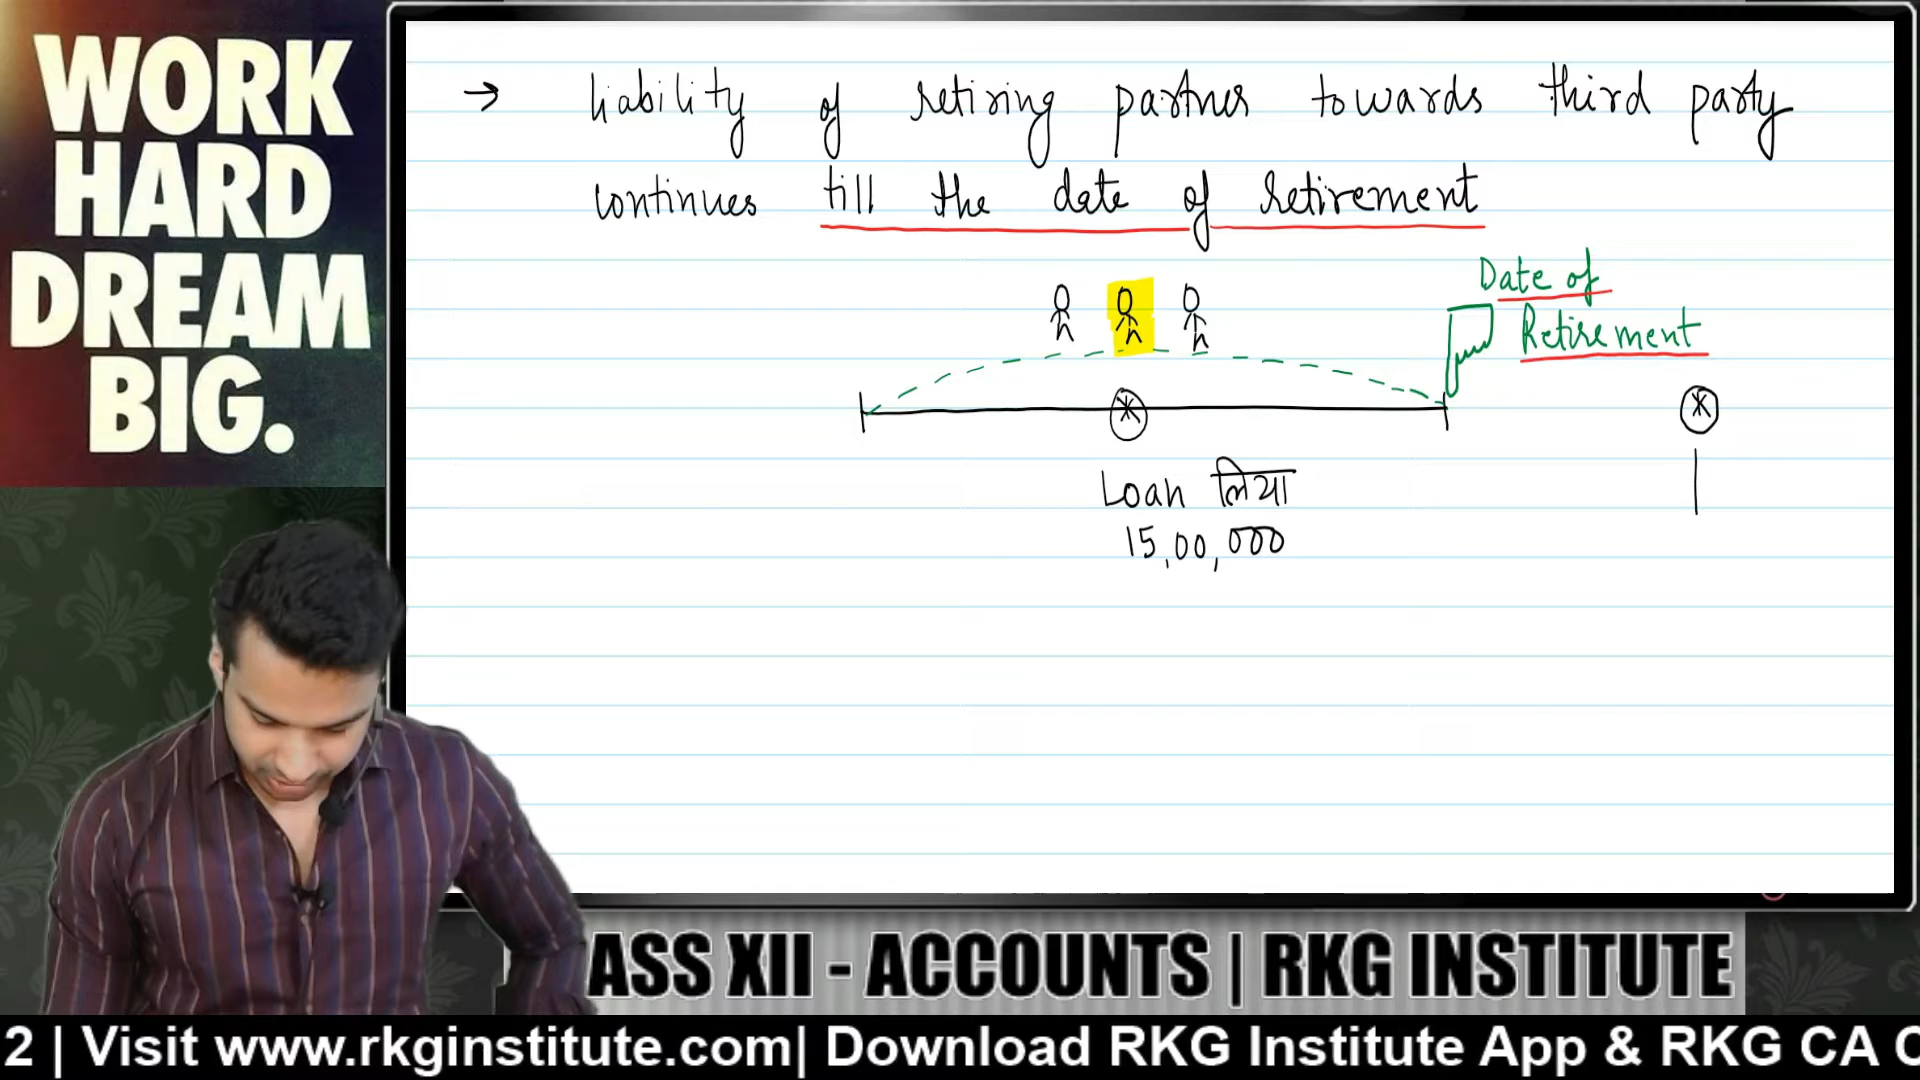 WORK
HARD
DREAM
BIG.
→ liability of retiring partner towards third party
continues till the date of retirement
Date of
Retirement
Loan लिया
15,00,000
ASS XII - ACCOUNTS | RKG INSTITUTE
2 | Visit www.rkginstitute.com| Download RKG Institute App & RKG CA C